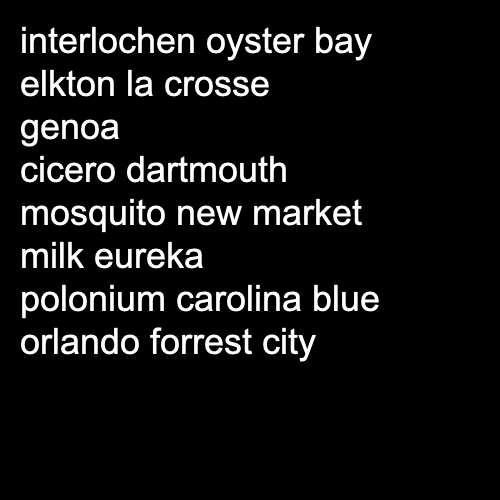 interlochen oyster bay
elkton la crosse
genoa
cicero dartmouth
mosquito new market
milk eureka
polonium carolina blue
orlando forrest city